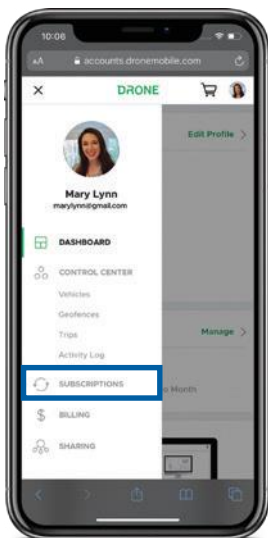 10:06
AA accounts.dronemobile.com
DRONE
Edit Profile >
Mary Lynn
marylynn@gmail.com
DASHBOARD
CONTROL CENTER
Vehicles
Geofences
Trips
Activity Log
Manage >
SUBSCRIPTIONS
Month
$ BILLING
SHARING